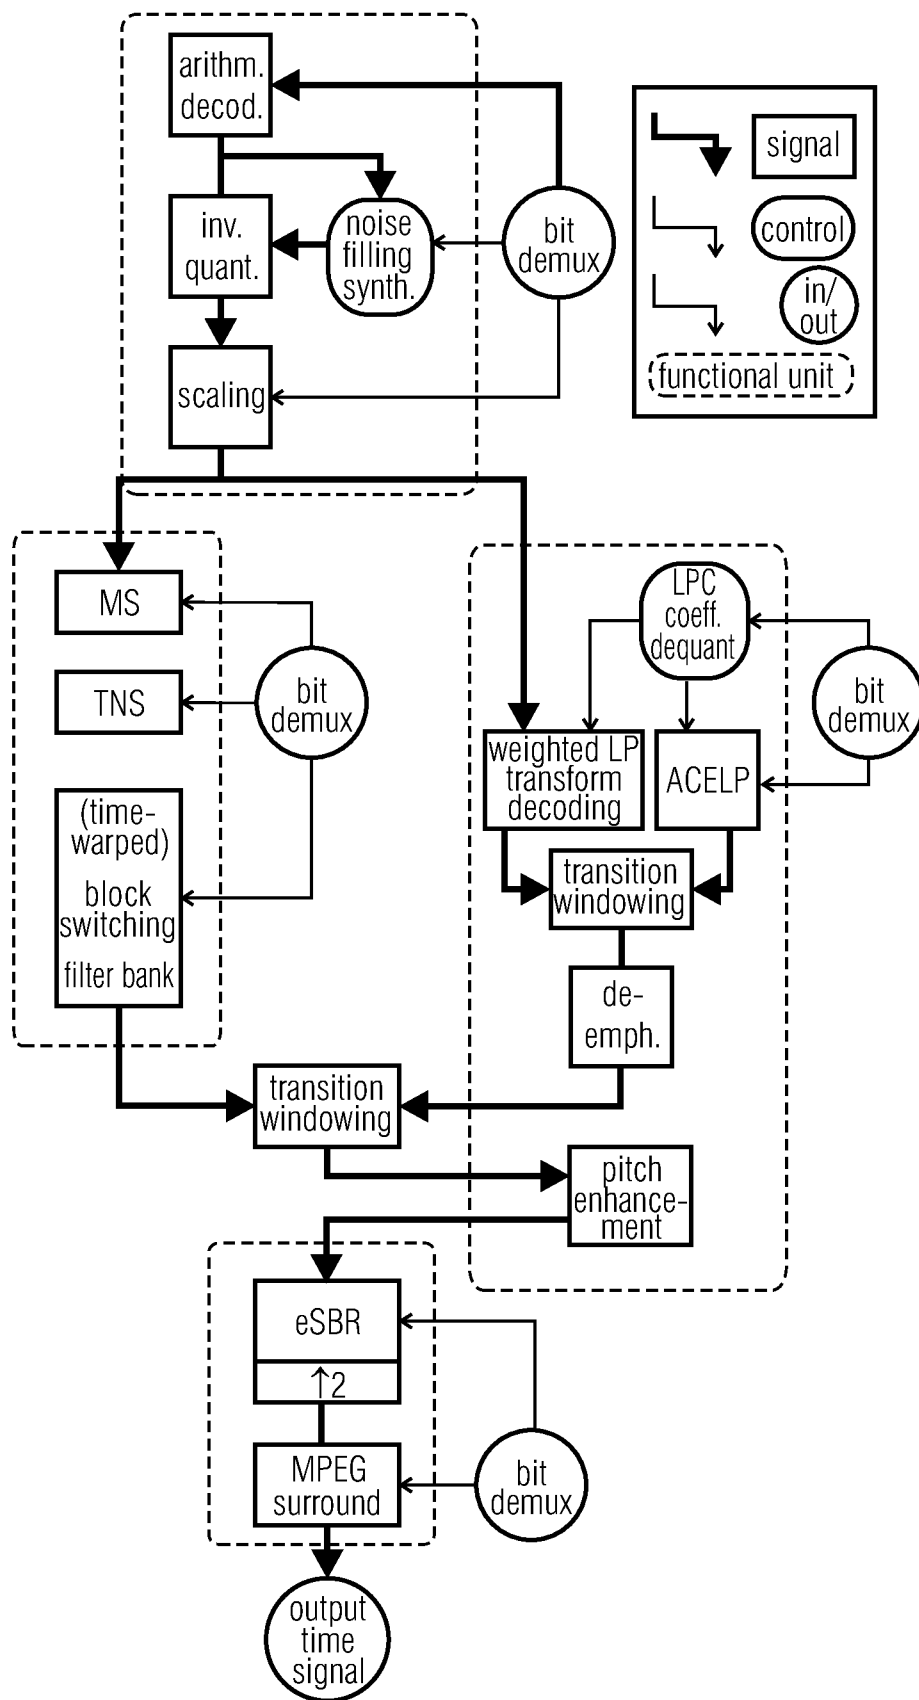 arithm.
decod.
inv.
quant.
noise
filling
synth.
bit
demux
scaling
signal
control
in/
out
functional unit
MS
TNS
bit
demux
(time-
warped)
block
switching
filter bank
LPC
coeff.
dequant
bit
demux
weighted LP
transform
decoding
ACELP
transition
windowing
de-
emph.
transition
windowing
pitch
enhance-
ment
eSBR
↑2
MPEG
surround
bit
demux
output
time
signal